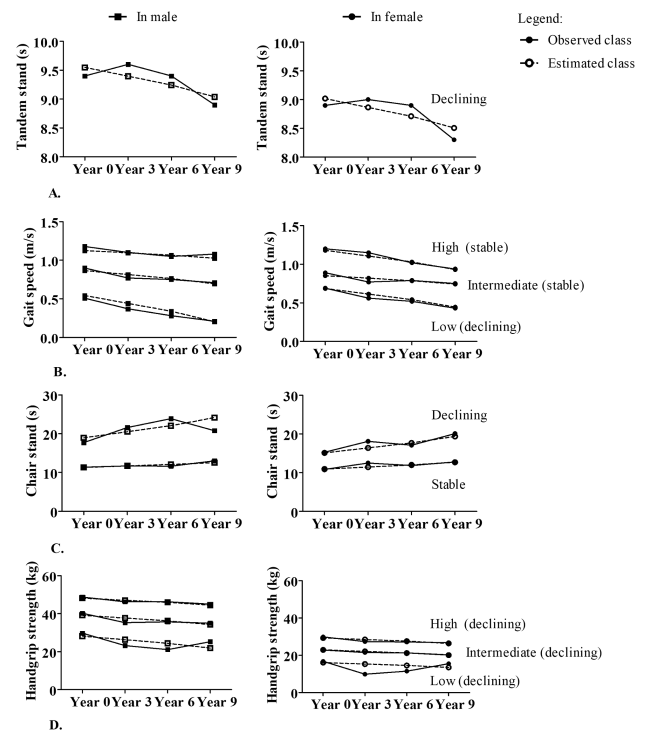 In male
In female
Legend:
Observed class
Estimated class
Tandem stand (s)
10.0
9.5
9.0
8.5
8.0
Year 0 Year 3 Year 6 Year 9
Tandem stand (s)
10.0
9.5
9.0
8.5
8.0
Declining
Year 0 Year 3 Year 6 Year 9
A.
Gait speed (m/s)
1.5
1.0
0.5
0.0
Year 0 Year 3 Year 6 Year 9
Gait speed (m/s)
1.5
1.0
0.5
0.0
High (stable)
Intermediate (stable)
Low (declining)
Year 0 Year 3 Year 6 Year 9
B.
Chair stand (s)
30
20
10
0
Year 0 Year 3 Year 6 Year 9
Chair stand (s)
30
20
10
0
Declining
Stable
Year 0 Year 3 Year 6 Year 9
C.
Handgrip strength (kg)
60
40
20
0
Year 0 Year 3 Year 6 Year 9
Handgrip strength (kg)
60
40
20
0
High (declining)
Intermediate (declining)
Low (declining)
Year 0 Year 3 Year 6 Year 9
D.